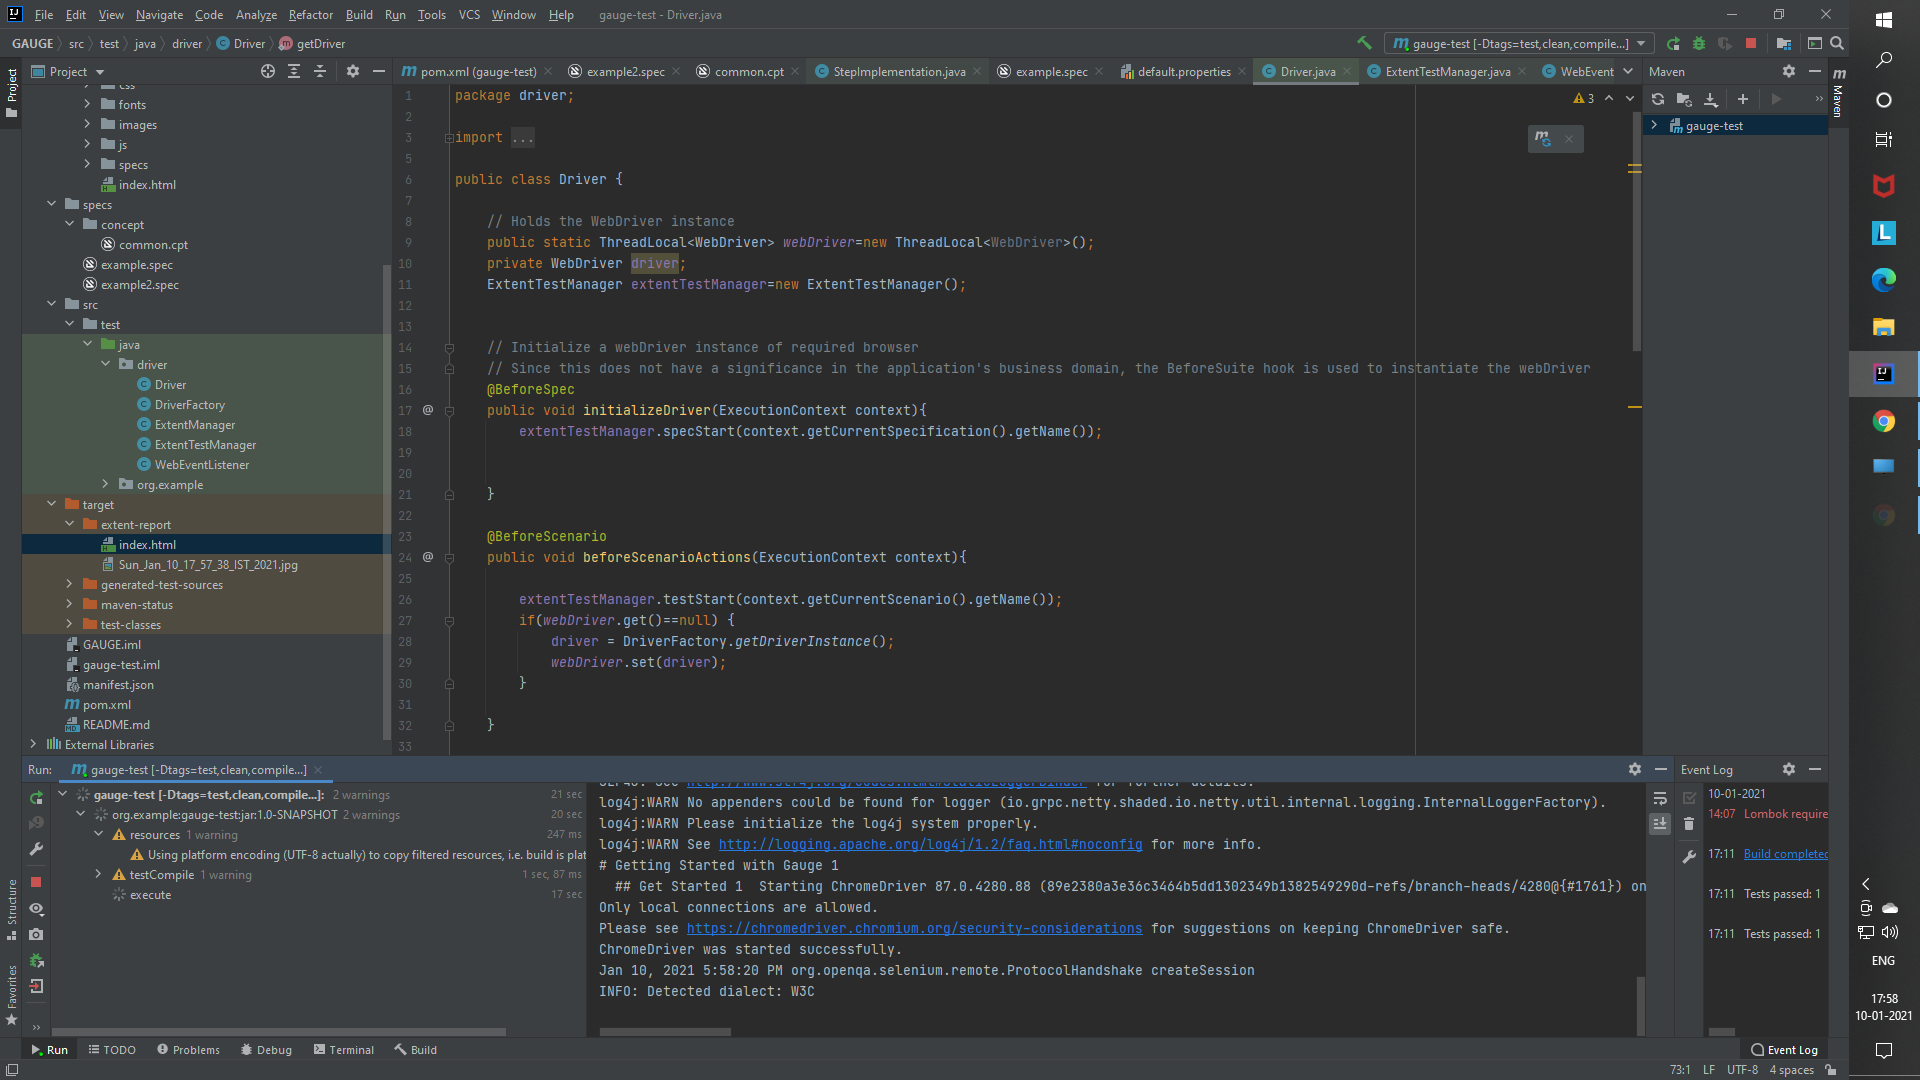 File Edit View Navigate Code Analyze Refactor Build Run Tools VCS Window Help gauge-test - Driver.java
GAUGE src test java driver Driver getDriver
gauge-test [-Dtags=test,clean,compile...]
Project
pom.xml (gauge-test) example2.spec common.cpt StepImplementation.java example.spec default.properties Driver.java ExtentTestManager.java WebEvent
Maven
gauge-test
Project
Maven
css
fonts
images
js
specs
index.html
specs
concept
common.cpt
example.spec
example2.spec
src
test
java
driver
Driver
DriverFactory
ExtentManager
ExtentTestManager
WebEventListener
org.example
target
extent-report
index.html
Sun_Jan_10_17_57_38_IST_2021.jpg
generated-test-sources
maven-status
test-classes
GAUGE.iml
gauge-test.iml
manifest.json
pom.xml
README.md
External Libraries
3
1 package driver;
2
3 import ...
5
6 public class Driver {
7
8 // Holds the WebDriver instance
9 public static ThreadLocal<WebDriver> webDriver=new ThreadLocal<WebDriver>();
10 private WebDriver driver;
11 ExtentTestManager extentTestManager=new ExtentTestManager();
12
13
14 // Initialize a webDriver instance of required browser
15 // Since this does not have a significance in the application's business domain, the BeforeSuite hook is used to instantiate the webDriver
16 @BeforeSpec
17 @ public void initializeDriver(ExecutionContext context){
18 extentTestManager.specStart(context.getCurrentSpecification().getName());
19
20
21 }
22
23 @BeforeScenario
24 @ public void beforeScenarioActions(ExecutionContext context){
25
26 extentTestManager.testStart(context.getCurrentScenario().getName());
27 if(webDriver.get()==null) {
28 driver = DriverFactory.getDriverInstance();
29 webDriver.set(driver);
30 }
31
32 }
33
Run: gauge-test [-Dtags=test,clean,compile...]
gauge-test [-Dtags=test,clean,compile...]: 2 warnings 21 sec
org.example:gauge-test:jar:1.0-SNAPSHOT 2 warnings 20 sec
resources 1 warning 247 ms
Using platform encoding (UTF-8 actually) to copy filtered resources, i.e. build is plat
testCompile 1 warning 1 sec, 87 ms
execute 17 sec
SLF4J: See http://www.slf4j.org/codes.html#StaticLoggerBinder for further details.
log4j:WARN No appenders could be found for logger (io.grpc.netty.shaded.io.netty.util.internal.logging.InternalLoggerFactory).
log4j:WARN Please initialize the log4j system properly.
log4j:WARN See http://logging.apache.org/log4j/1.2/faq.html#noconfig for more info.
# Getting Started with Gauge 1
## Get Started 1 Starting ChromeDriver 87.0.4280.88 (89e2380a3e36c3464b5dd1302349b1382549290d-refs/branch-heads/4280@{#1761}) on
Only local connections are allowed.
Please see https://chromedriver.chromium.org/security-considerations for suggestions on keeping ChromeDriver safe.
ChromeDriver was started successfully.
Jan 10, 2021 5:58:20 PM org.openqa.selenium.remote.ProtocolHandshake createSession
INFO: Detected dialect: W3C
Event Log
10-01-2021
14:07 Lombok require
17:11 Build completed
17:11 Tests passed: 1
17:11 Tests passed: 1
Structure
Favorites
Run TODO Problems Debug Terminal Build Event Log
73:1 LF UTF-8 4 spaces
ENG
17:58
10-01-2021